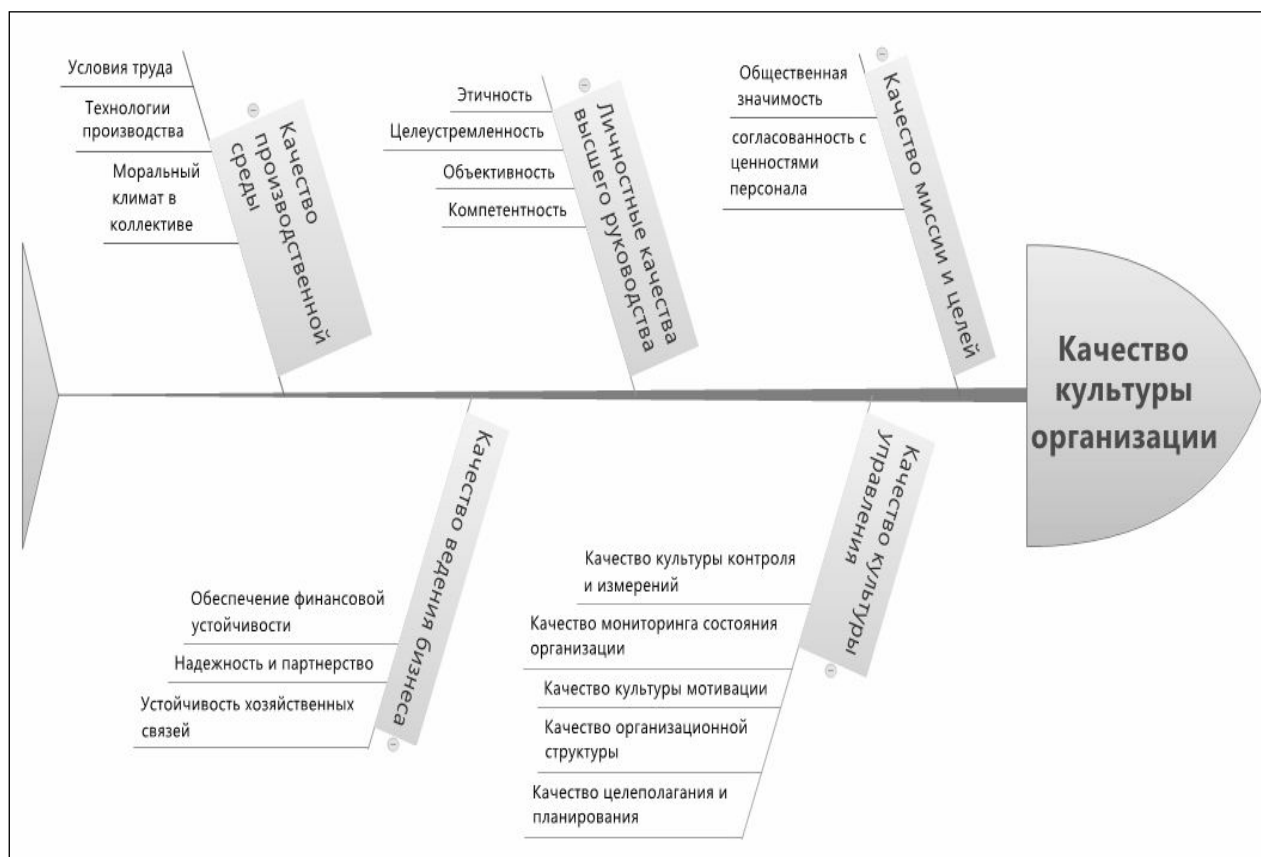 Условия труда
Технологии
производства
Моральный
климат в
коллективе
Качество
производственной
среды
Этичность
Целеустремленность
Объективность
Компетентность
Личностные качества
высшего руководства
Общественная
значимость
согласованность с
ценностями
персонала
Качество миссии и целей
Качество
культуры
организации
Обеспечение финансовой
устойчивости
Надежность и партнерство
Устойчивость хозяйственных
связей
Качество ведения бизнеса
Качество культуры контроля
и измерений
Качество мониторинга состояния
организации
Качество культуры мотивации
Качество организационной
структуры
Качество целеполагания и
планирования
Качество культуры
управления